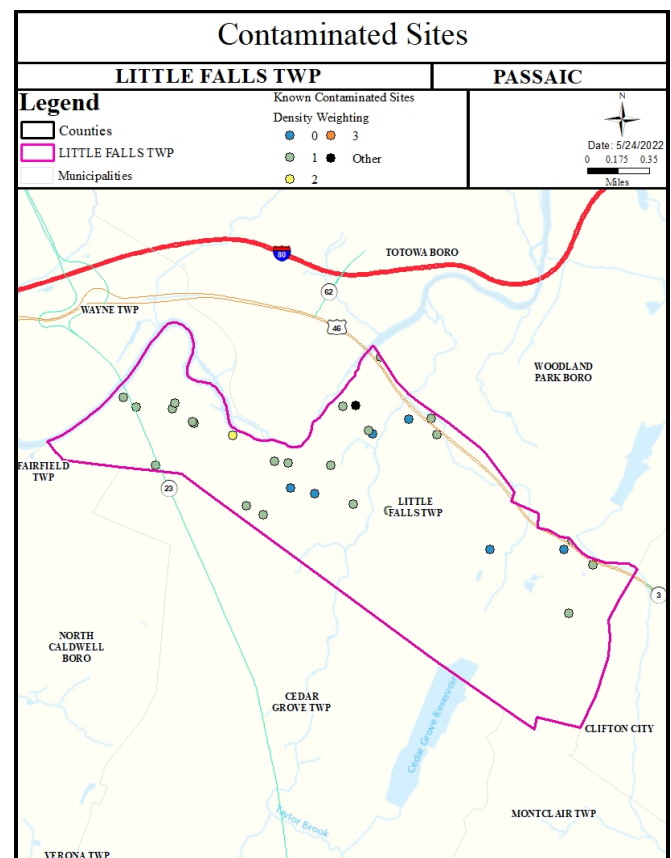 Contaminated Sites
LITTLE FALLS TWP
PASSAIC
Legend
Counties
LITTLE FALLS TWP
Municipalities
Known Contaminated Sites
Density Weighting
0
3
1
Other
2
N
Date: 5/24/2022
0 0.175 0.35
Miles
80
TOTOWA BORO
62
WAYNE TWP
46
WOODLAND
PARK BORO
FAIRFIELD
TWP
23
LITTLE
FALLS TWP
3
NORTH
CALDWELL
BORO
CEDAR
GROVE TWP
Cedar Grove Reservoir
CLIFTON CITY
Taylor Brook
MONTCLAIR TWP
VERONA TWP